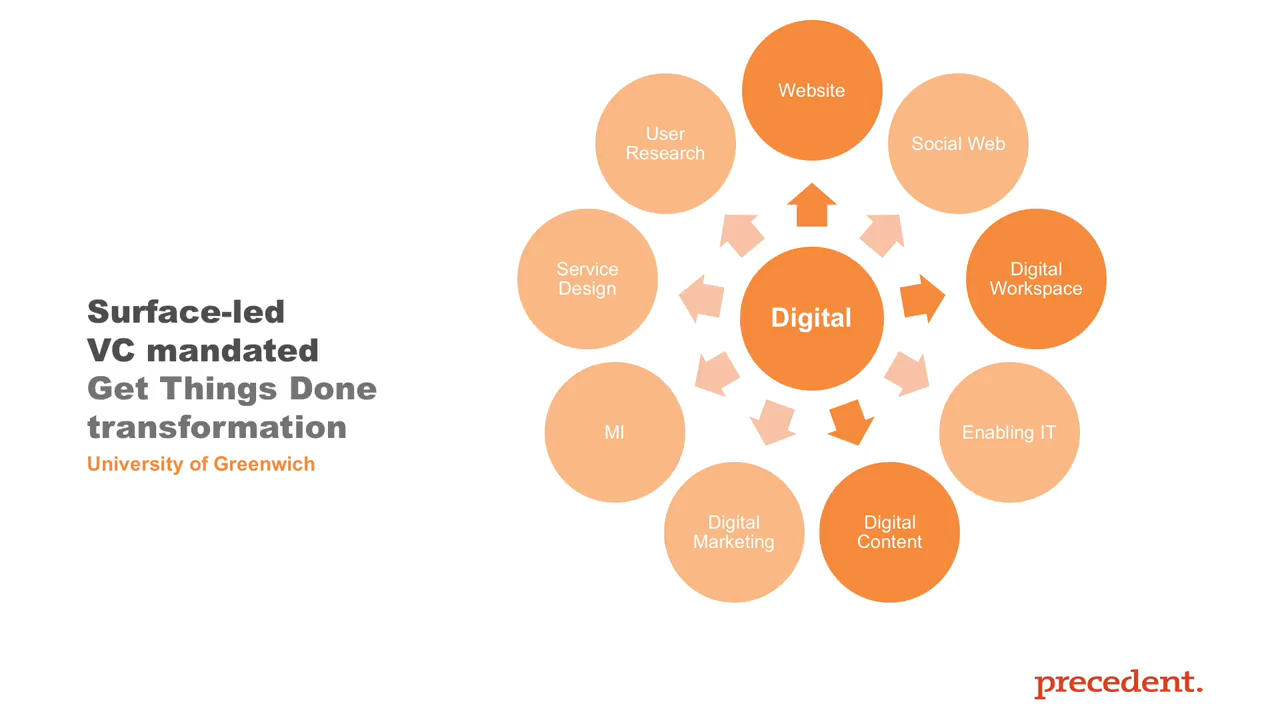 Surface-led
VC mandated
Get Things Done
transformation
University of Greenwich
Website
Social Web
Digital
Workspace
Enabling IT
Digital
Content
Digital
Marketing
MI
Service
Design
User
Research
Digital
precedent.